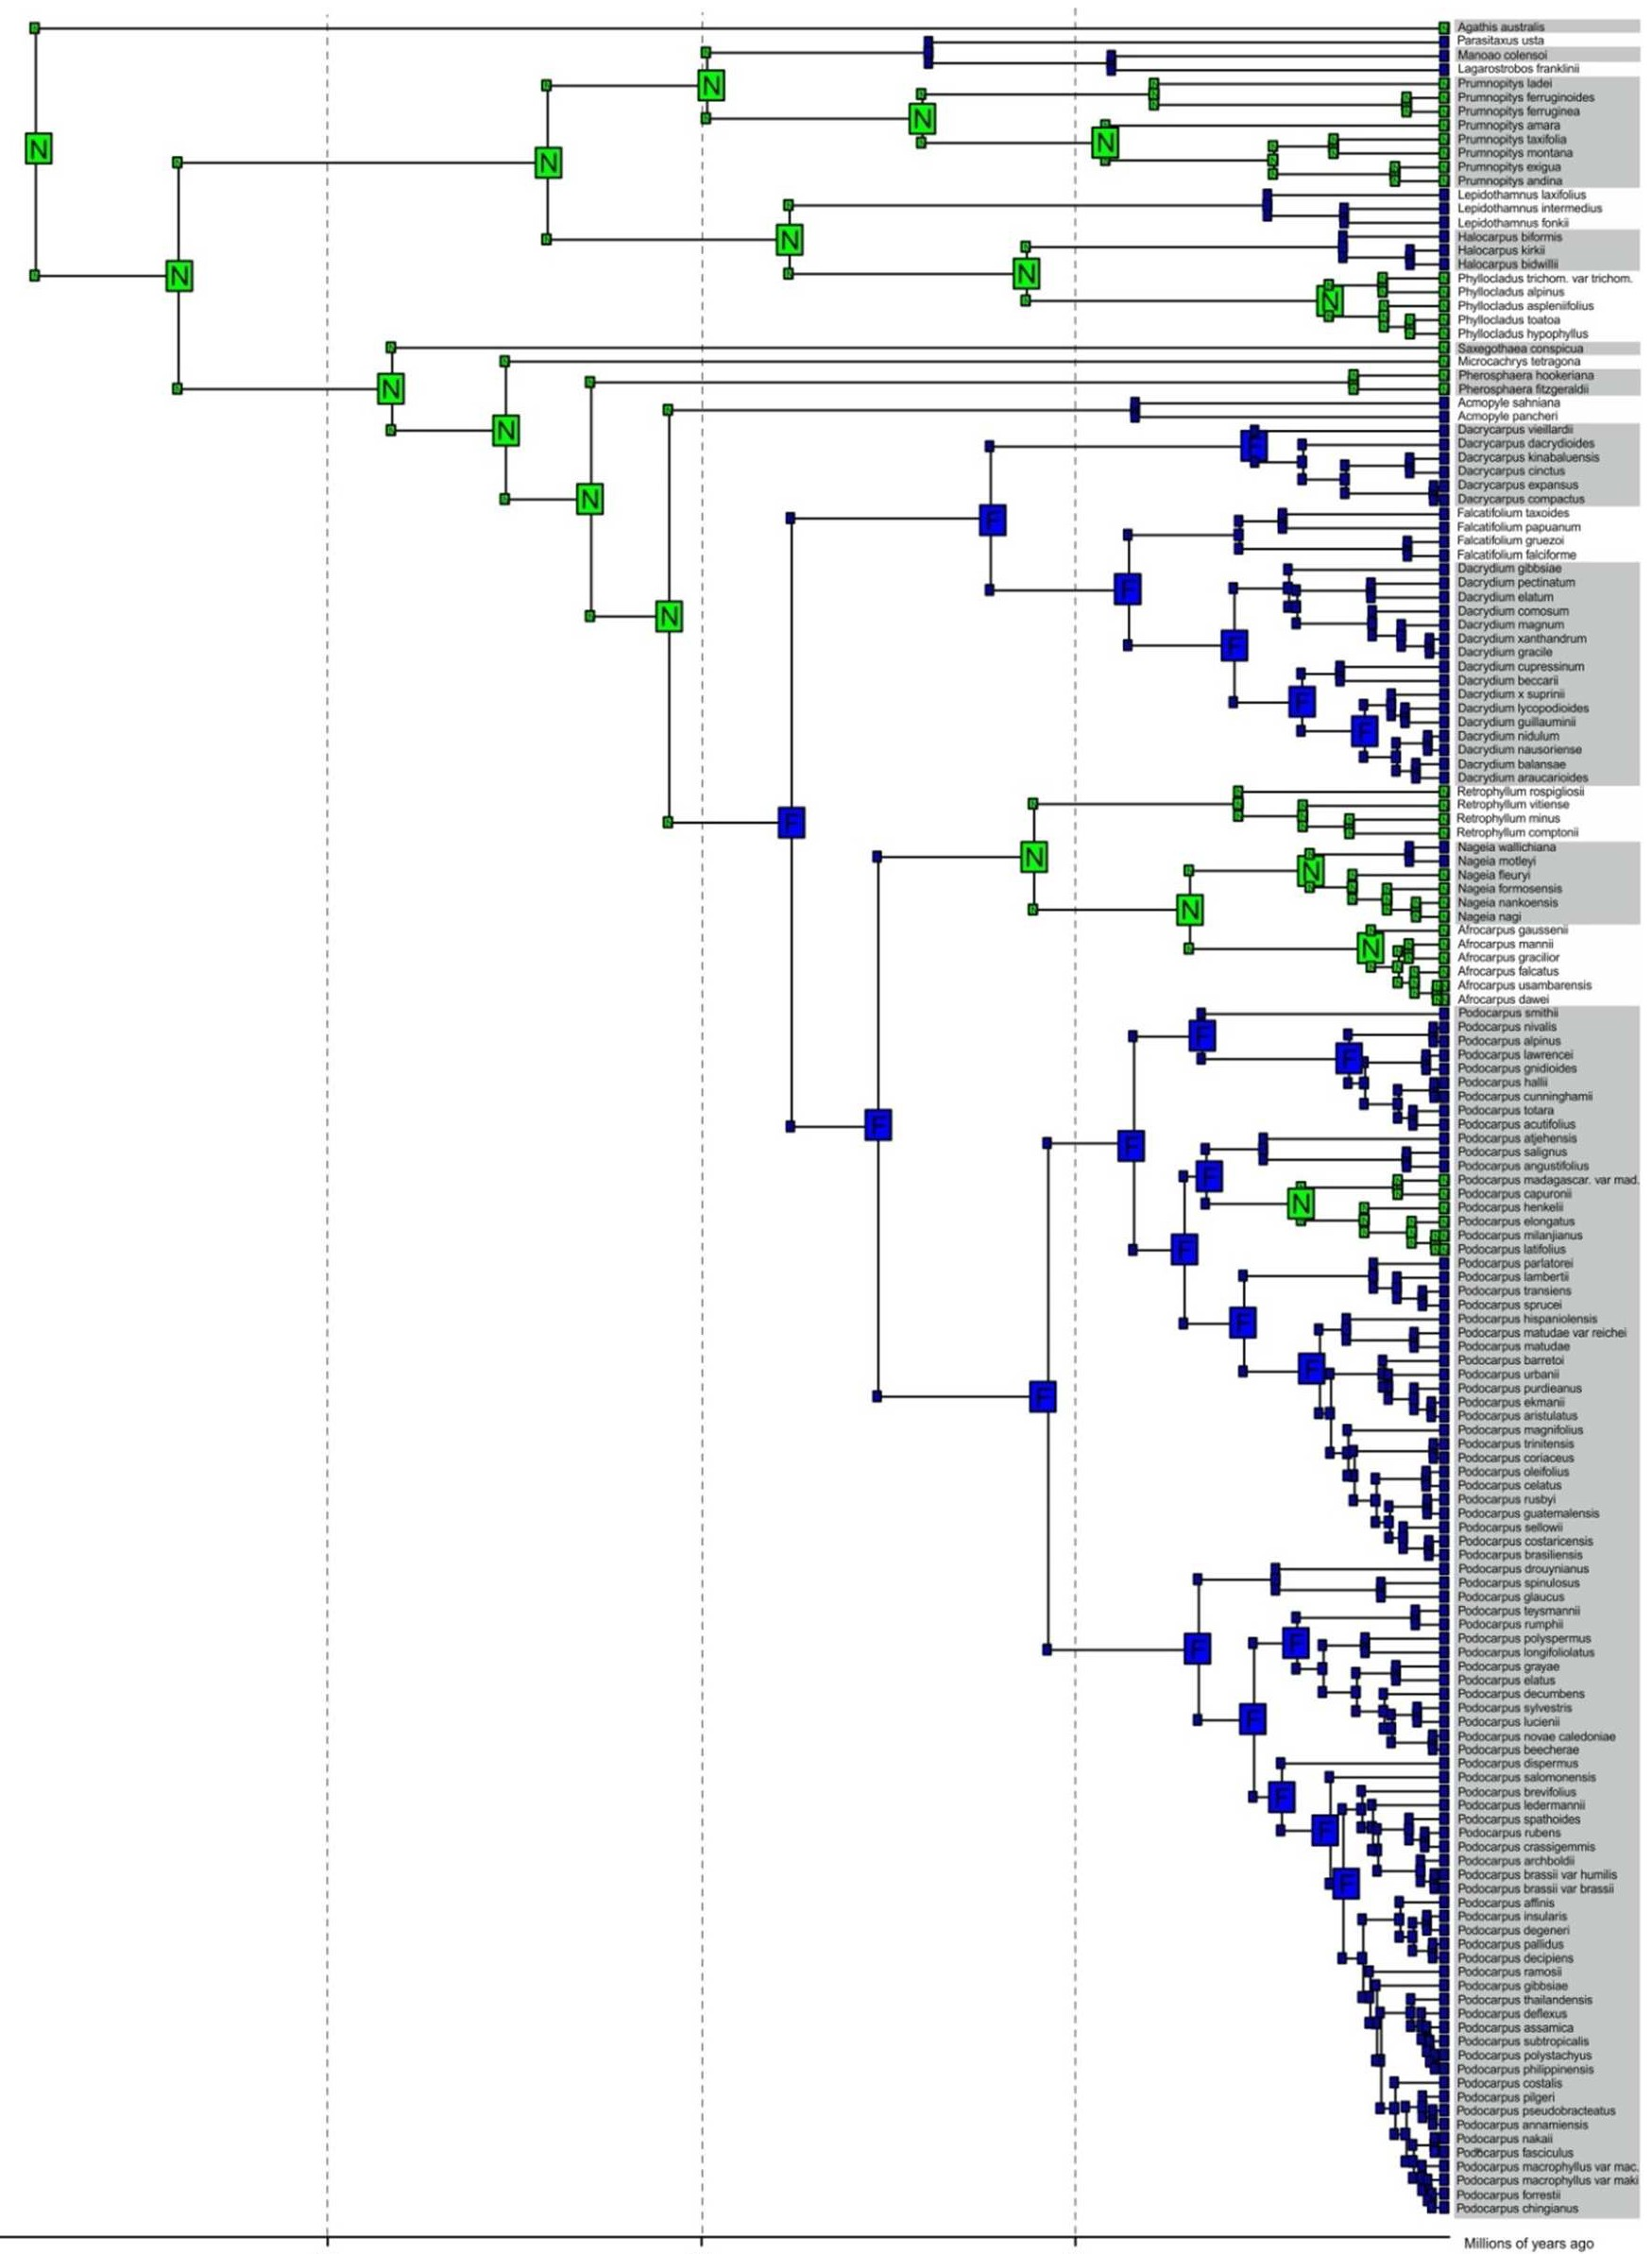 Agathis australis
Parasitaxus usta
Manoao colensoi
Lagarostrobos franklinii
Prumnopitys ladei
Prumnopitys ferruginoides
Prumnopitys ferruginea
Prumnopitys amara
Prumnopitys taxifolia
Prumnopitys montana
Prumnopitys exigua
Prumnopitys andina
Lepidothamnus laxifolius
Lepidothamnus intermedius
Lepidothamnus fonkii
Halocarpus biformis
Halocarpus kirkii
Halocarpus bidwillii
Phyllocladus trichom. var trichom.
Phyllocladus alpinus
Phyllocladus aspleniifolius
Phyllocladus toatoa
Phyllocladus hypophyllus
Saxegothaea conspicua
Microcachrys tetragona
Pherosphaera hookeriana
Pherosphaera fitzgeraldii
Acmopyle sahniana
Acmopyle pancheri
Dacrycarpus vieillardii
Dacrycarpus dacrydioides
Dacrycarpus kinabaluensis
Dacrycarpus cinctus
Dacrycarpus expansus
Dacrycarpus compactus
Falcatifolium taxoides
Falcatifolium papuanum
Falcatifolium gruezoi
Falcatifolium falciforme
Dacrydium gibbsiae
Dacrydium pectinatum
Dacrydium elatum
Dacrydium comosum
Dacrydium magnum
Dacrydium xanthandrum
Dacrydium gracile
Dacrydium cupressinum
Dacrydium beccarii
Dacrydium x suprinii
Dacrydium lycopodioides
Dacrydium guillauminii
Dacrydium nidulum
Dacrydium nausoriense
Dacrydium balansae
Dacrydium araucarioides
Retrophyllum rospigliosii
Retrophyllum vitiense
Retrophyllum minus
Retrophyllum comptonii
Nageia wallichiana
Nageia motleyi
Nageia fleuryi
Nageia formosensis
Nageia nankoensis
Nageia nagi
Afrocarpus gaussenii
Afrocarpus mannii
Afrocarpus gracilior
Afrocarpus falcatus
Afrocarpus usambarensis
Afrocarpus dawei
Podocarpus smithii
Podocarpus nivalis
Podocarpus alpinus
Podocarpus lawrencei
Podocarpus gnidioides
Podocarpus hallii
Podocarpus cunninghamii
Podocarpus totara
Podocarpus acutifolius
Podocarpus atjehensis
Podocarpus salignus
Podocarpus angustifolius
Podocarpus madagascar. var mad.
Podocarpus capuronii
Podocarpus henkelii
Podocarpus elongatus
Podocarpus milanjianus
Podocarpus latifolius
Podocarpus parlatorei
Podocarpus lambertii
Podocarpus transiens
Podocarpus sprucei
Podocarpus hispaniolensis
Podocarpus matudae var reichei
Podocarpus matudae
Podocarpus barretoi
Podocarpus urbanii
Podocarpus purdieanus
Podocarpus ekmanii
Podocarpus aristulatus
Podocarpus magnifolius
Podocarpus trinitensis
Podocarpus coriaceus
Podocarpus oleifolius
Podocarpus celatus
Podocarpus rusbyi
Podocarpus guatemalensis
Podocarpus sellowii
Podocarpus costaricensis
Podocarpus brasiliensis
Podocarpus drouynianus
Podocarpus spinulosus
Podocarpus glaucus
Podocarpus teysmannii
Podocarpus rumphii
Podocarpus polyspermus
Podocarpus longifoliolatus
Podocarpus grayae
Podocarpus elatus
Podocarpus decumbens
Podocarpus sylvestris
Podocarpus lucienii
Podocarpus novae caledoniae
Podocarpus beecherae
Podocarpus dispermus
Podocarpus salomonensis
Podocarpus brevifolius
Podocarpus ledermannii
Podocarpus spathoides
Podocarpus rubens
Podocarpus crassigemmis
Podocarpus archboldii
Podocarpus brassii var humilis
Podocarpus brassii var brassii
Podocarpus affinis
Podocarpus insularis
Podocarpus degeneri
Podocarpus pallidus
Podocarpus decipiens
Podocarpus ramosii
Podocarpus gibbsiae
Podocarpus thailandensis
Podocarpus deflexus
Podocarpus assamica
Podocarpus subtropicalis
Podocarpus polystachyus
Podocarpus philippinensis
Podocarpus costalis
Podocarpus pilgeri
Podocarpus pseudobracteatus
Podocarpus annamiensis
Podocarpus nakaii
Podocarpus fasciculus
Podocarpus macrophyllus var mac.
Podocarpus macrophyllus var maki
Podocarpus forrestii
Podocarpus chingianus
Millions of years ago
N
N
N
N
N
N
N
N
N
N
N
N
N
N
F
F
F
F
F
F
F
F
F
N
N
N
N
F
F
F
F
F
N
F
F
F
F
F
F
F
F
F